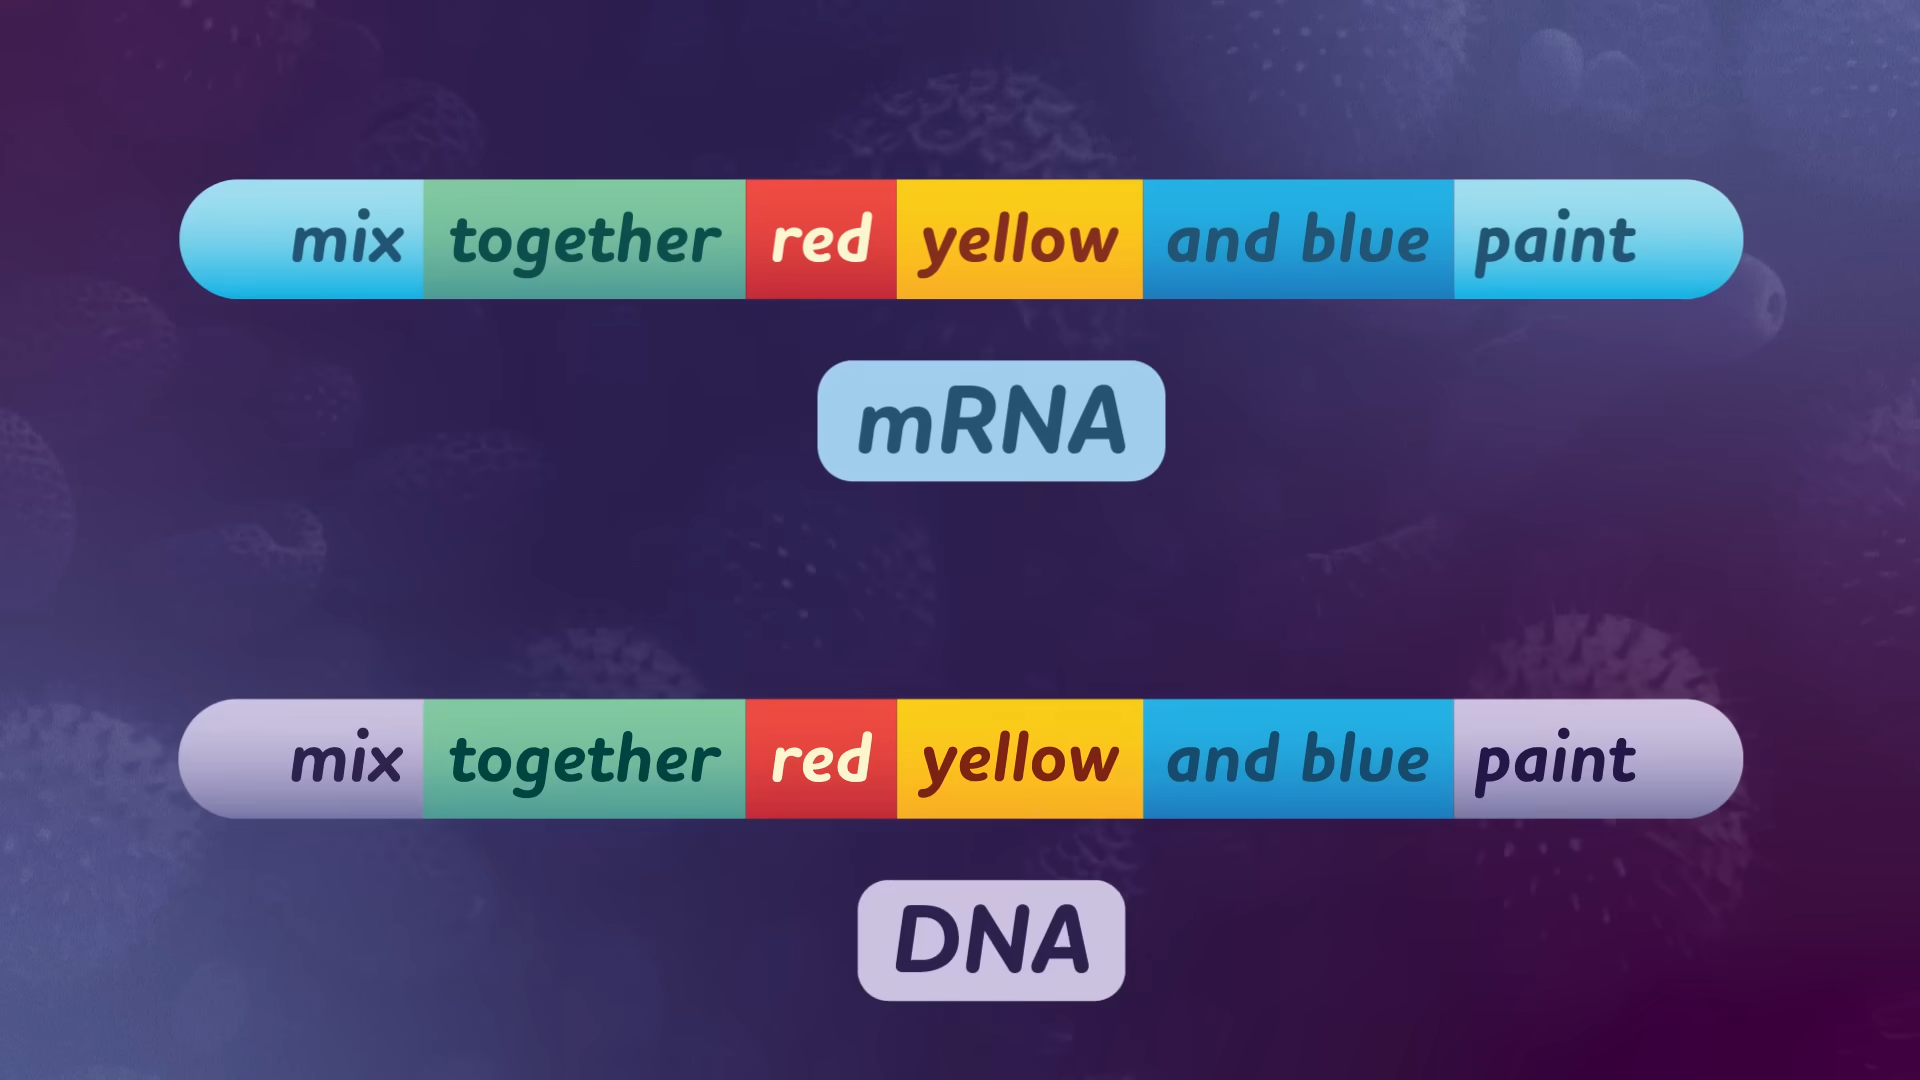 mix together red yellow and blue paint
mRNA
mix together red yellow and blue paint
DNA